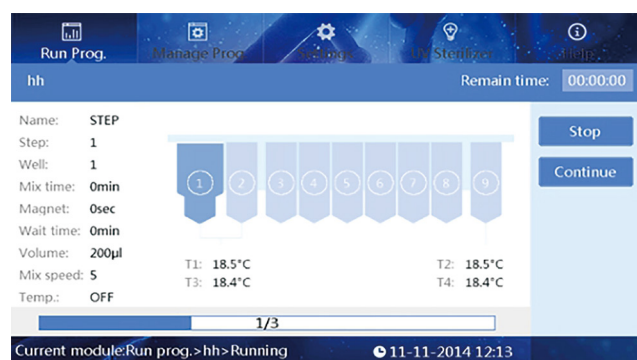 Run Prog.
Manage Prog.
Settings
UV Sterilizer
Help
hh
Remain time: 00:00:00
Name: STEP
Step: 1
Well: 1
Mix time: 0min
Magnet: 0sec
Wait time: 0min
Volume: 200μl
Mix speed: 5
Temp.: OFF
1 2 3 4 5 6 7 8 9
T1: 18.5°C
T2: 18.5°C
T3: 18.4°C
T4: 18.4°C
Stop
Continue
1/3
Current module:Run prog.>hh>Running
11-11-2014 12:13